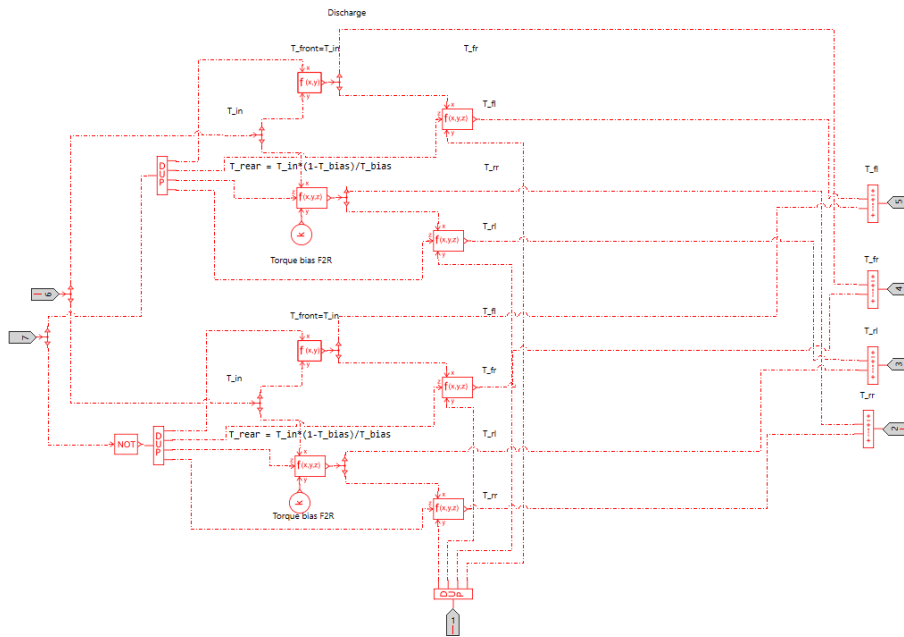 Discharge
T_front=T_in
T_fr
x
f(x,y)
y
T_in
T_fl
x
z
f(x,y,z)
y
DUP
T_rear = T_in*(1-T_bias)/T_bias
T_rr
T_fl
x
z
f(x,y,z)
y
5
k
T_rl
x
z
f(x,y,z)
y
Torque bias F2R
T_fr
6
4
T_front=T_in
T_fl
7
T_rl
x
f(x,y)
y
3
T_in
T_fr
x
z
f(x,y,z)
y
T_rr
2
NOT
DUP
T_rear = T_in*(1-T_bias)/T_bias
T_rl
x
z
f(x,y,z)
y
k
T_rr
x
z
f(x,y,z)
y
Torque bias F2R
DUP
1